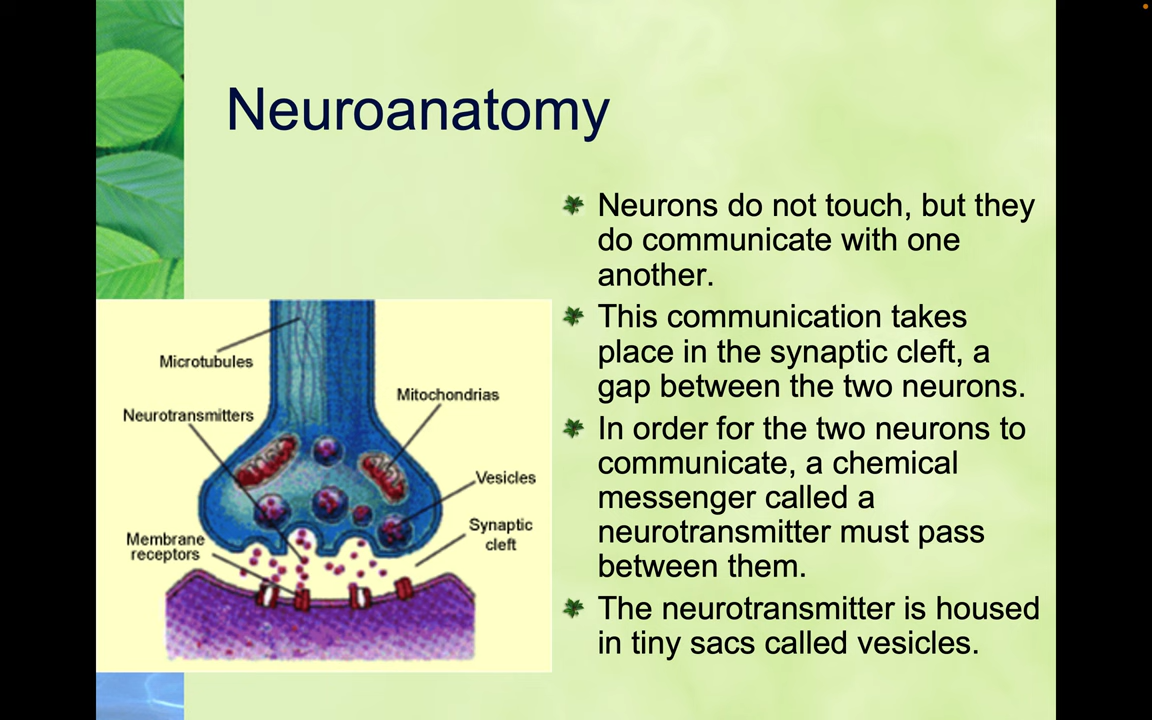 Neuroanatomy
Neurons do not touch, but they
do communicate with one
another.
This communication takes
place in the synaptic cleft, a
gap between the two neurons.
In order for the two neurons to
communicate, a chemical
messenger called a
neurotransmitter must pass
between them.
The neurotransmitter is housed
in tiny sacs called vesicles.
Microtubules
Mitochondrias
Neurotransmitters
Vesicles
Synaptic
cleft
Membrane
receptors